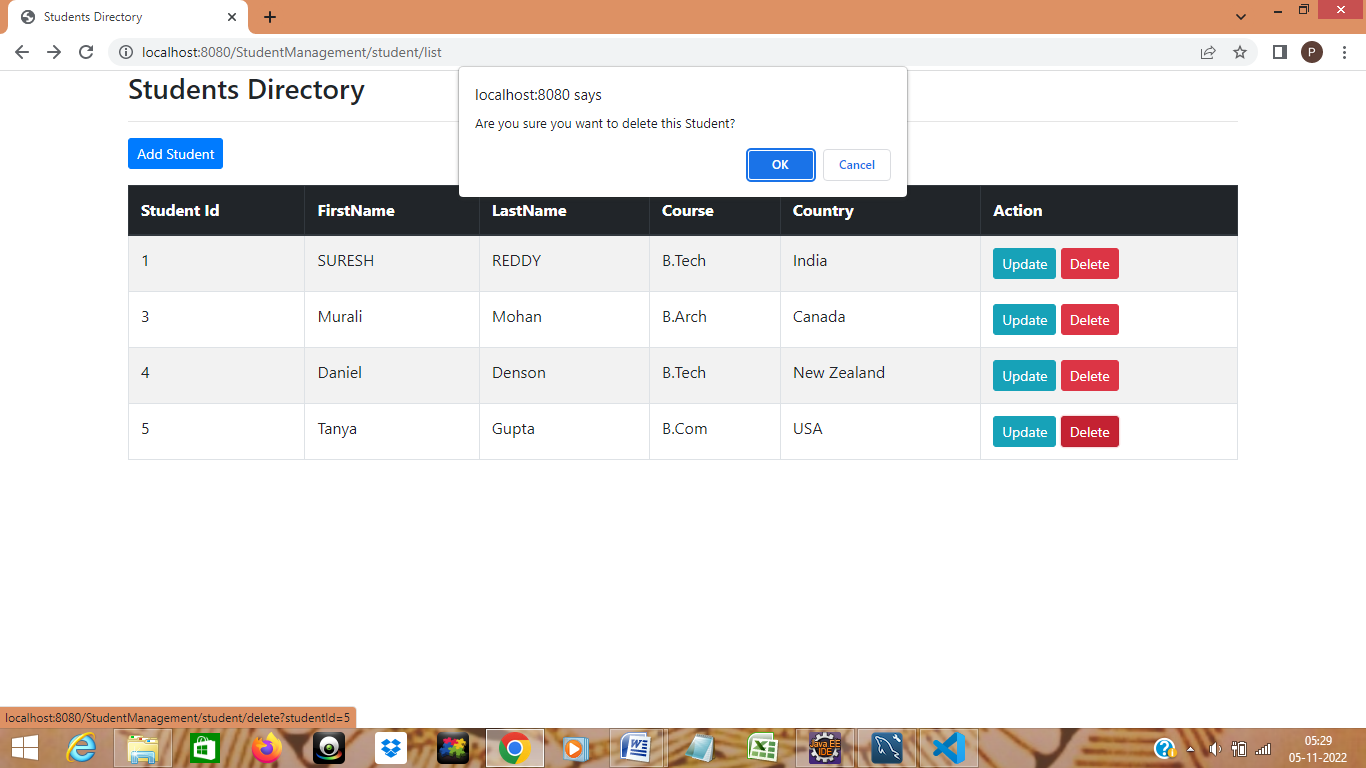 Students Directory
localhost:8080/StudentManagement/student/list
P
Students Directory
localhost:8080 says
Are you sure you want to delete this Student?
OK Cancel
Add Student
Student Id FirstName LastName Course Country Action
1 SURESH REDDY B.Tech India Update Delete
3 Murali Mohan B.Arch Canada Update Delete
4 Daniel Denson B.Tech New Zealand Update Delete
5 Tanya Gupta B.Com USA Update Delete
localhost:8080/StudentManagement/student/delete?studentId=5
Java EE
IDE
05:29
05-11-2022